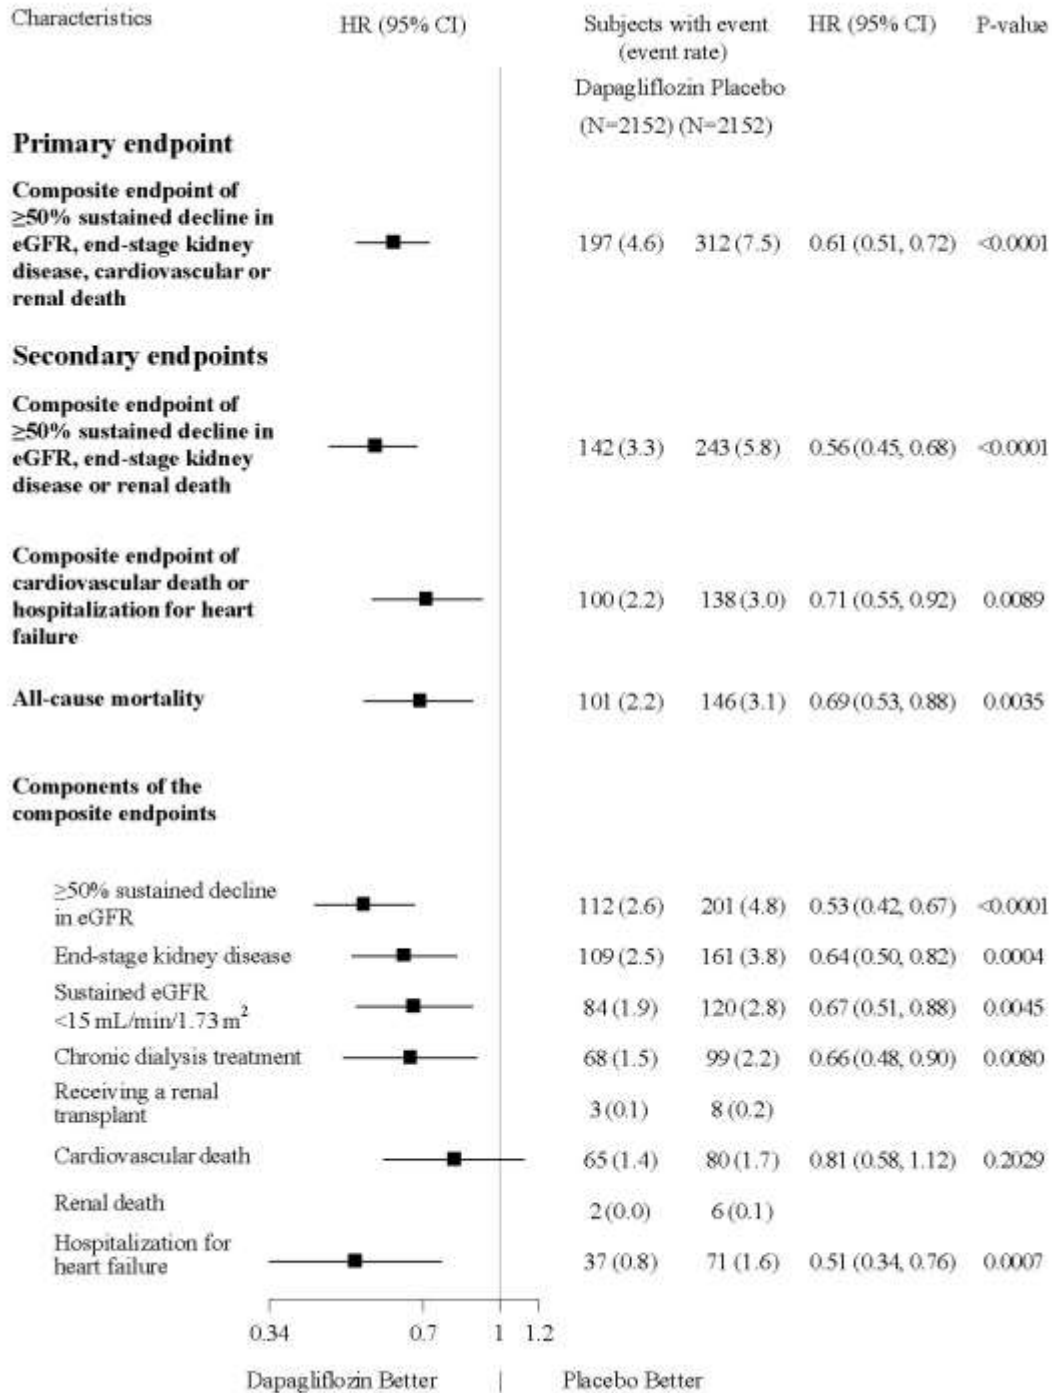 Characteristics HR (95% CI) Subjects with event HR (95% CI) P-value
(event rate)
Dapagliflozin Placebo
(N=2152) (N=2152)
Primary endpoint
Composite endpoint of
≥50% sustained decline in
eGFR, end-stage kidney 197 (4.6) 312 (7.5) 0.61 (0.51, 0.72) <0.0001
disease, cardiovascular or
renal death
Secondary endpoints
Composite endpoint of
≥50% sustained decline in
eGFR, end-stage kidney 142 (3.3) 243 (5.8) 0.56 (0.45, 0.68) <0.0001
disease or renal death
Composite endpoint of
cardiovascular death or
hospitalization for heart 100 (2.2) 138 (3.0) 0.71 (0.55, 0.92) 0.0089
failure
All-cause mortality 101 (2.2) 146 (3.1) 0.69 (0.53, 0.88) 0.0035
Components of the
composite endpoints
≥50% sustained decline
in eGFR 112 (2.6) 201 (4.8) 0.53 (0.42, 0.67) <0.0001
End-stage kidney disease 109 (2.5) 161 (3.8) 0.64 (0.50, 0.82) 0.0004
Sustained eGFR
<15 mL/min/1.73 m² 84 (1.9) 120 (2.8) 0.67 (0.51, 0.88) 0.0045
Chronic dialysis treatment 68 (1.5) 99 (2.2) 0.66 (0.48, 0.90) 0.0080
Receiving a renal
transplant 3 (0.1) 8 (0.2)
Cardiovascular death 65 (1.4) 80 (1.7) 0.81 (0.58, 1.12) 0.2029
Renal death 2 (0.0) 6 (0.1)
Hospitalization for
heart failure 37 (0.8) 71 (1.6) 0.51 (0.34, 0.76) 0.0007
0.34 0.7 1 1.2
Dapagliflozin Better | Placebo Better